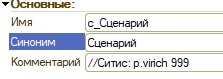 Основные:
Имя с_Сценарий
Синоним Сценарий
Комментарий //Ситис: p.virich 999